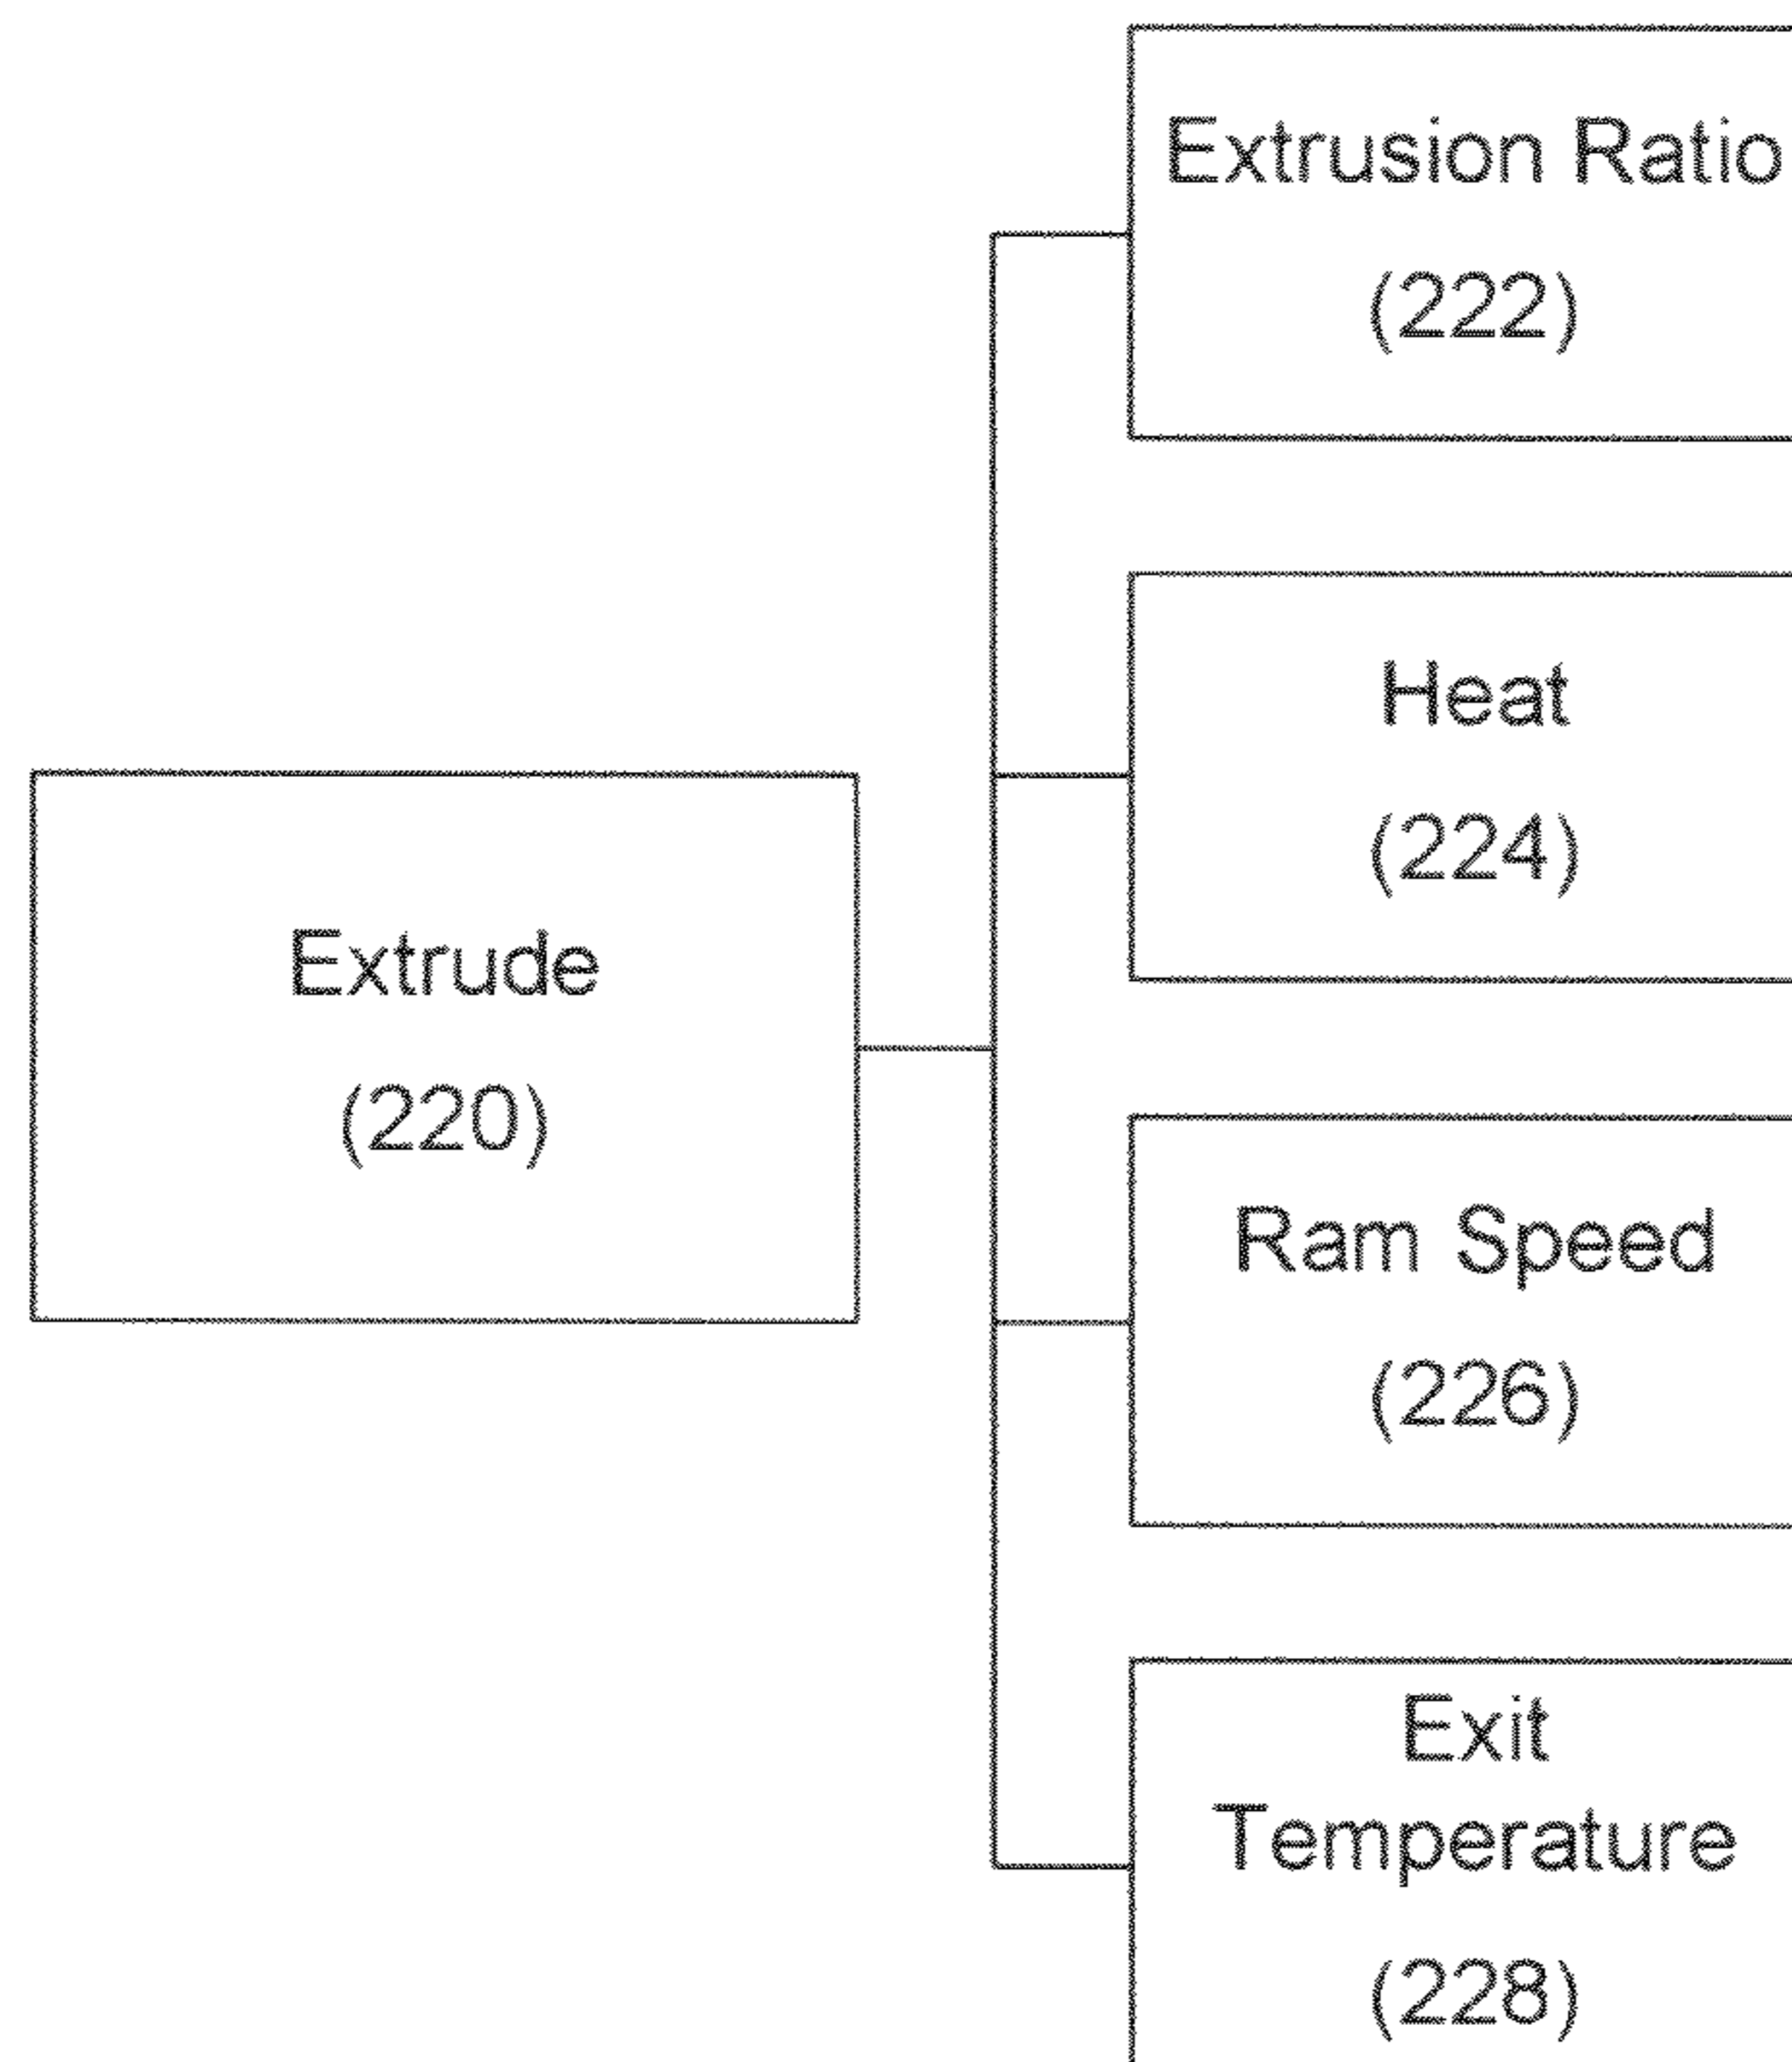 Extrusion Ratio
(222)
Heat
(224)
Extrude
(220)
Ram Speed
(226)
Exit
Temperature
(228)